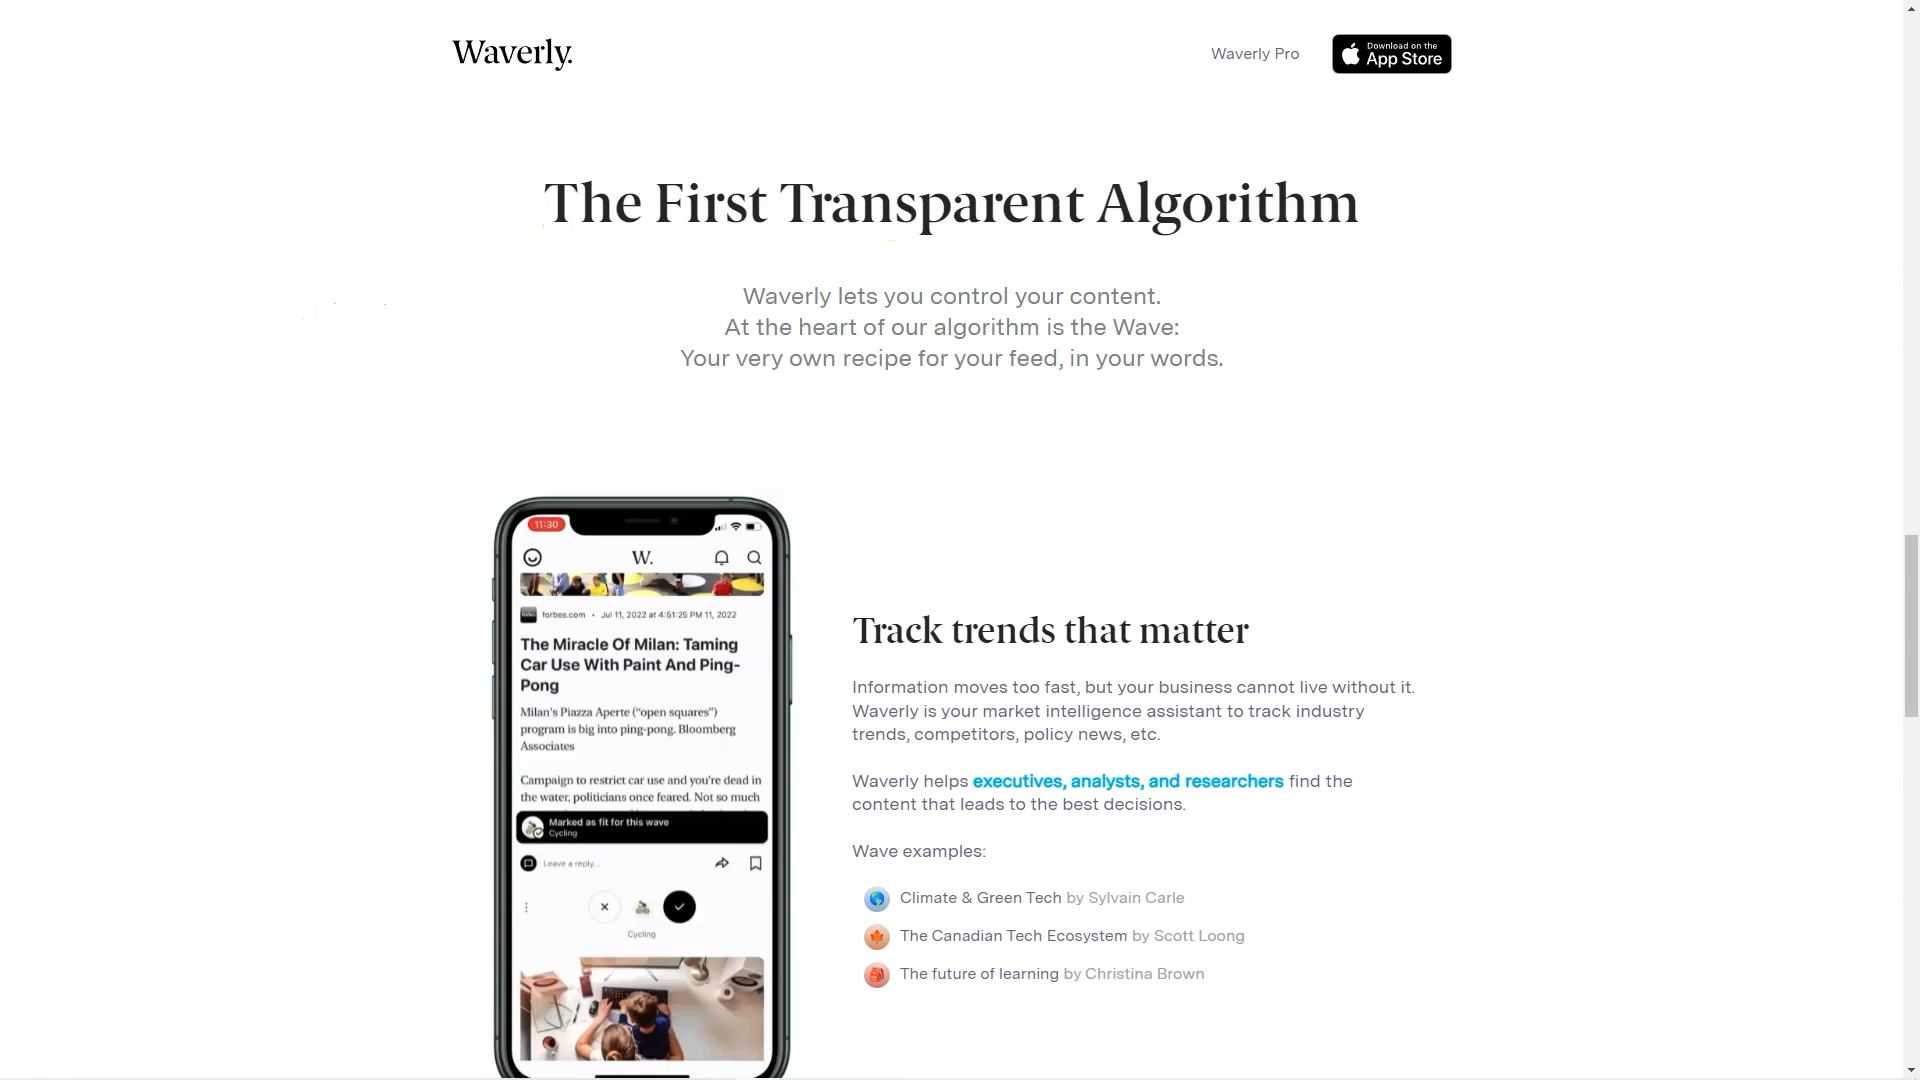 Waverly.
Waverly Pro
Download on the
App Store
The First Transparent Algorithm
Waverly lets you control your content.
At the heart of our algorithm is the Wave:
Your very own recipe for your feed, in your words.
11:30
W.
forbes.com • Jul 11, 2022 at 4:51:25 PM 11, 2022
The Miracle Of Milan: Taming
Car Use With Paint And Ping-
Pong
Milan's Piazza Aperte (“open squares”)
program is big into ping-pong. Bloomberg
Associates
Campaign to restrict car use and you're dead in
the water, politicians once feared. Not so much
Marked as fit for this wave
Cycling
Leave a reply...
Cycling
Track trends that matter
Information moves too fast, but your business cannot live without it.
Waverly is your market intelligence assistant to track industry
trends, competitors, policy news, etc.
Waverly helps executives, analysts, and researchers find the
content that leads to the best decisions.
Wave examples:
Climate & Green Tech by Sylvain Carle
The Canadian Tech Ecosystem by Scott Loong
The future of learning by Christina Brown